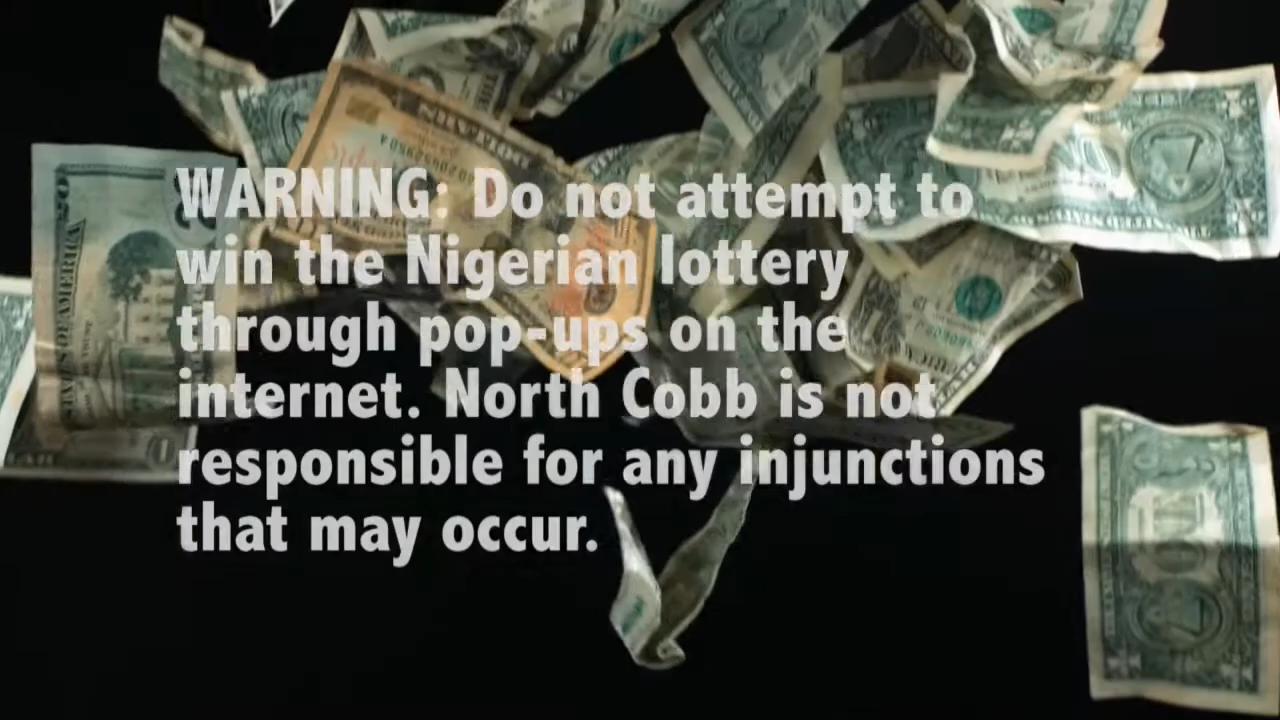 WARNING: Do not attempt to
win the Nigerian lottery
through pop-ups on the
internet. North Cobb is not
responsible for any injunctions
that may occur.